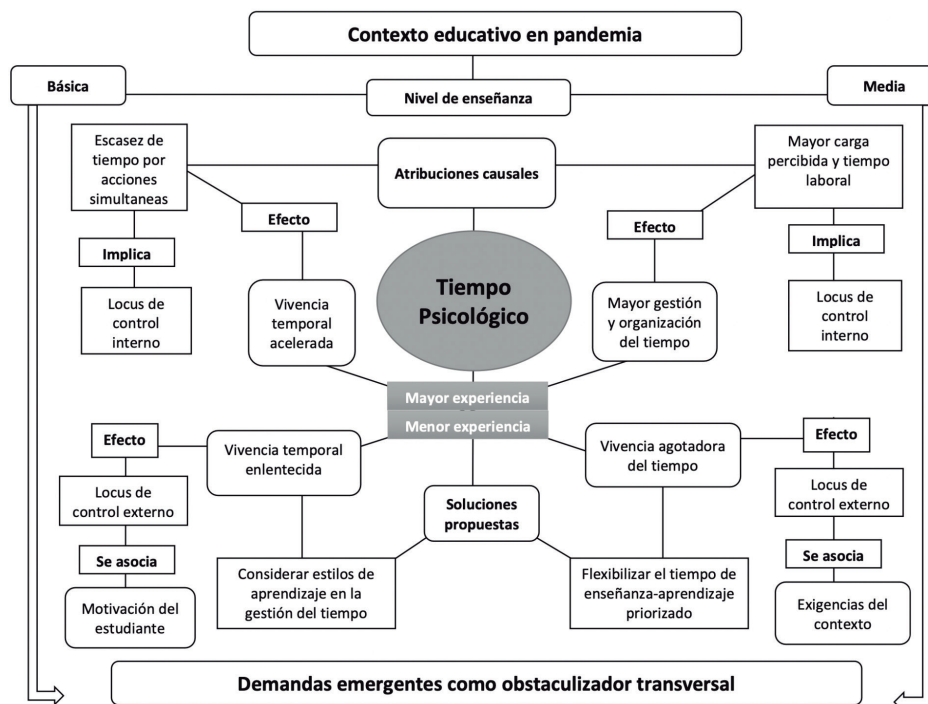 Contexto educativo en pandemia
Básica
Nivel de enseñanza
Media
Escasez de
tiempo por
acciones
simultaneas
Atribuciones causales
Mayor carga
percibida y tiempo
laboral
Efecto
Efecto
Implica
Implica
Tiempo
Psicológico
Locus de
control
interno
Vivencia
temporal
acelerada
Mayor gestión
y organización
del tiempo
Locus de
control
interno
Mayor experiencia
Menor experiencia
Efecto
Vivencia temporal
enlentecida
Vivencia agotadora
del tiempo
Efecto
Locus de
control externo
Soluciones
propuestas
Locus de
control externo
Se asocia
Se asocia
Considerar estilos de
aprendizaje en la
gestión del tiempo
Flexibilizar el tiempo de
enseñanza-aprendizaje
priorizado
Motivación del
estudiante
Exigencias del
contexto
Demandas emergentes como obstaculizador transversal